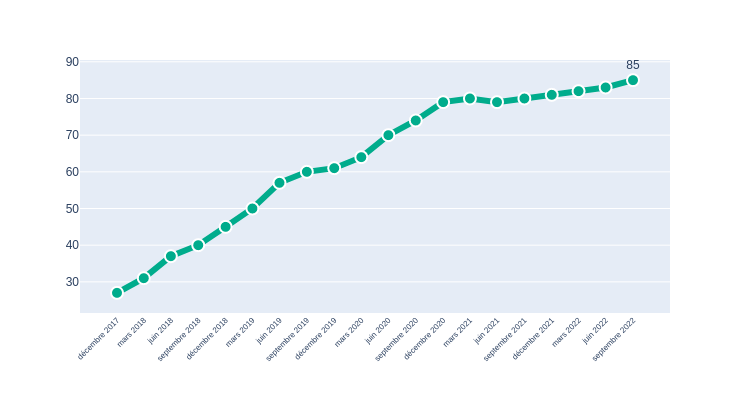 90
85
80
70
60
50
40
30
décembre 2017
mars 2018
juin 2018
septembre 2018
décembre 2018
mars 2019
juin 2019
septembre 2019
décembre 2019
mars 2020
juin 2020
septembre 2020
décembre 2020
mars 2021
juin 2021
septembre 2021
décembre 2021
mars 2022
juin 2022
septembre 2022